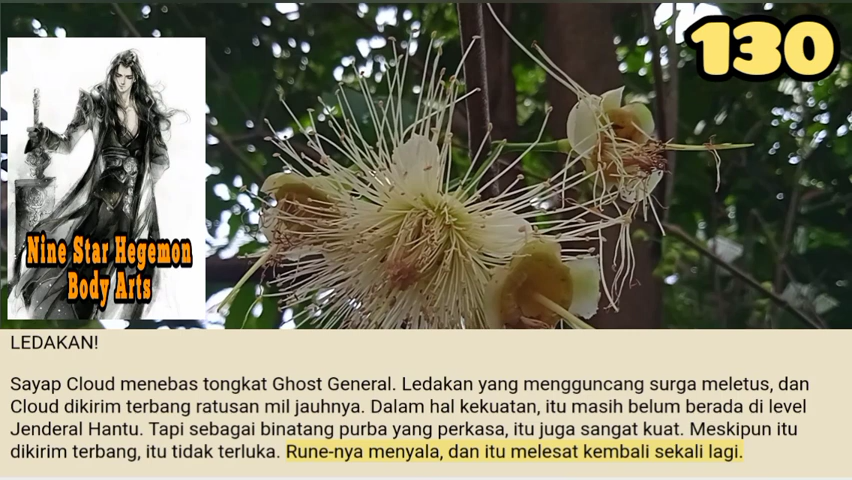 130
Nine Star Hegemon
Body Arts
LEDAKAN!
Sayap Cloud menebas tongkat Ghost General. Ledakan yang mengguncang surga meletus, dan
Cloud dikirim terbang ratusan mil jauhnya. Dalam hal kekuatan, itu masih belum berada di level
Jenderal Hantu. Tapi sebagai binatang purba yang perkasa, itu juga sangat kuat. Meskipun itu
dikirim terbang, itu tidak terluka. Rune-nya menyala, dan itu melesat kembali sekali lagi.